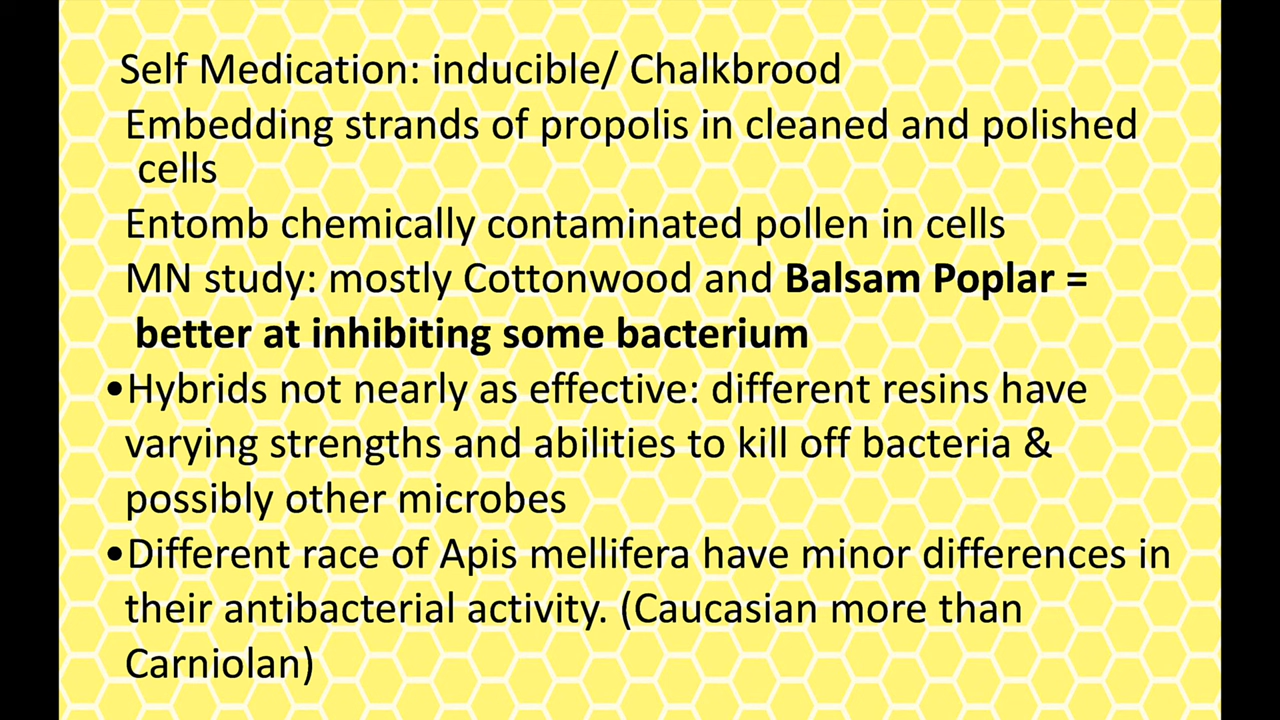 Self Medication: inducible/ Chalkbrood
Embedding strands of propolis in cleaned and polished
cells
Entomb chemically contaminated pollen in cells
MN study: mostly Cottonwood and Balsam Poplar =
better at inhibiting some bacterium
•Hybrids not nearly as effective: different resins have
varying strengths and abilities to kill off bacteria &
possibly other microbes
•Different race of Apis mellifera have minor differences in
their antibacterial activity. (Caucasian more than
Carniolan)